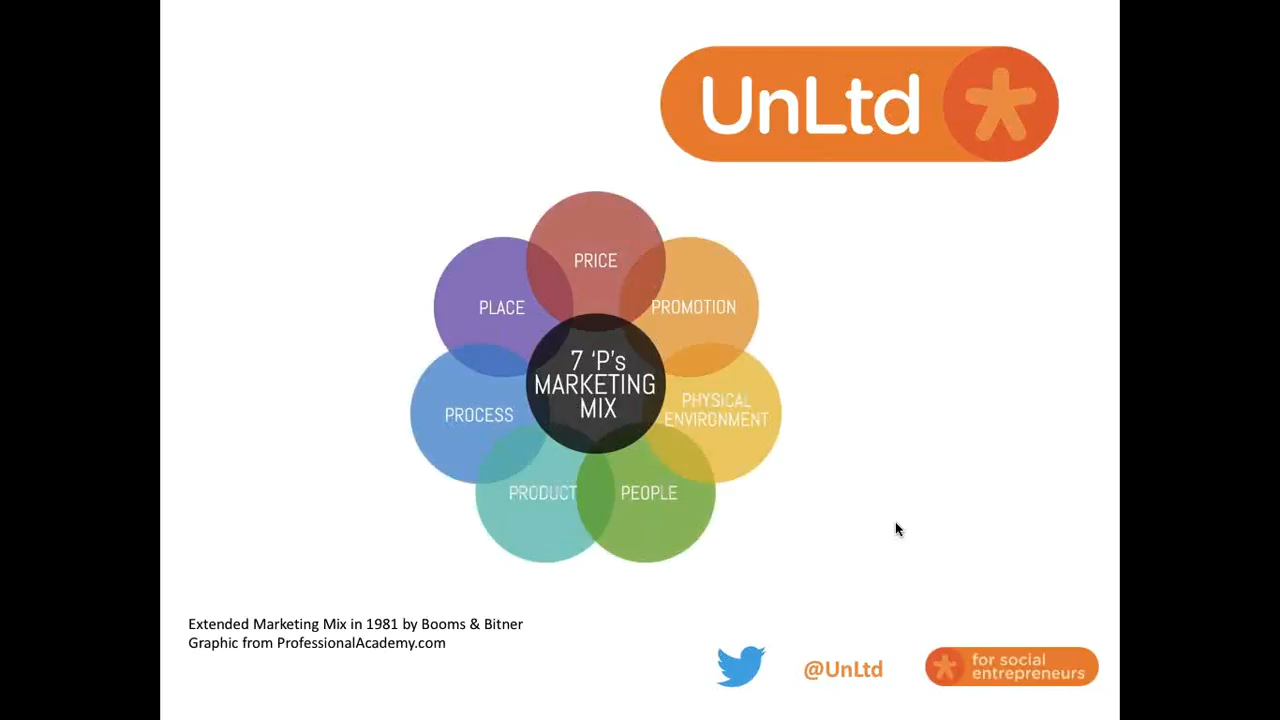 UnLtd
PRICE
PLACE
PROMOTION
7 ‘P’s
MARKETING
MIX
PHYSICAL
ENVIRONMENT
PROCESS
PRODUCT
PEOPLE
Extended Marketing Mix in 1981 by Booms & Bitner
Graphic from ProfessionalAcademy.com
@UnLtd
for social
entrepreneurs